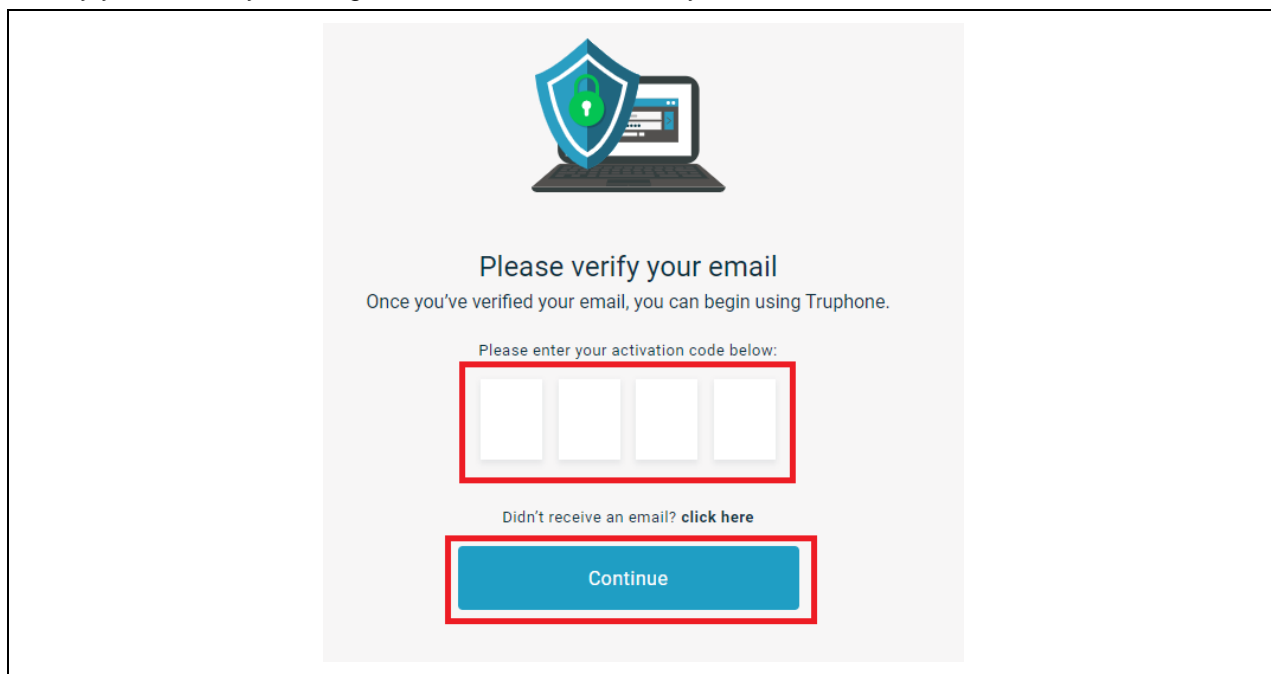 Please verify your email
Once you've verified your email, you can begin using Truphone.
Please enter your activation code below:
Didn't receive an email? click here
Continue